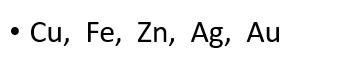 • Cu, Fe, Zn, Ag, Au